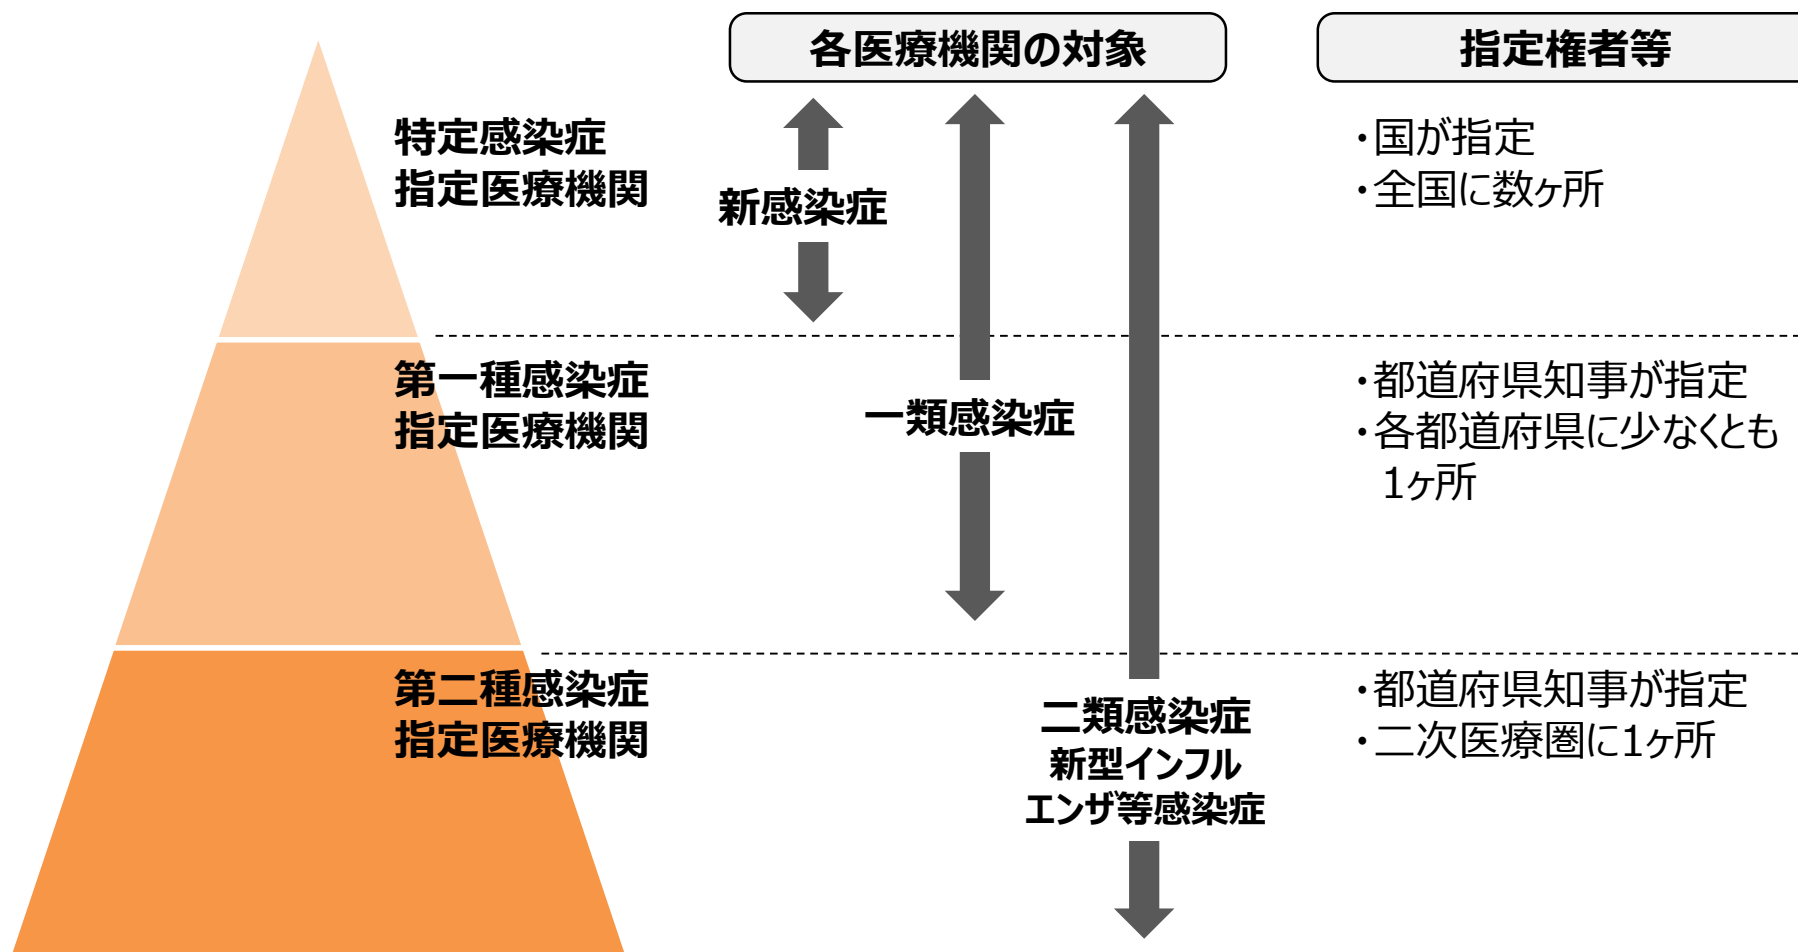 各医療機関の対象
指定権者等
特定感染症
指定医療機関
新感染症
・国が指定
・全国に数ヶ所
第一種感染症
指定医療機関
一類感染症
・都道府県知事が指定
・各都道府県に少なくとも
1ヶ所
第二種感染症
指定医療機関
二類感染症
新型インフル
エンザ等感染症
・都道府県知事が指定
・二次医療圏に1ヶ所